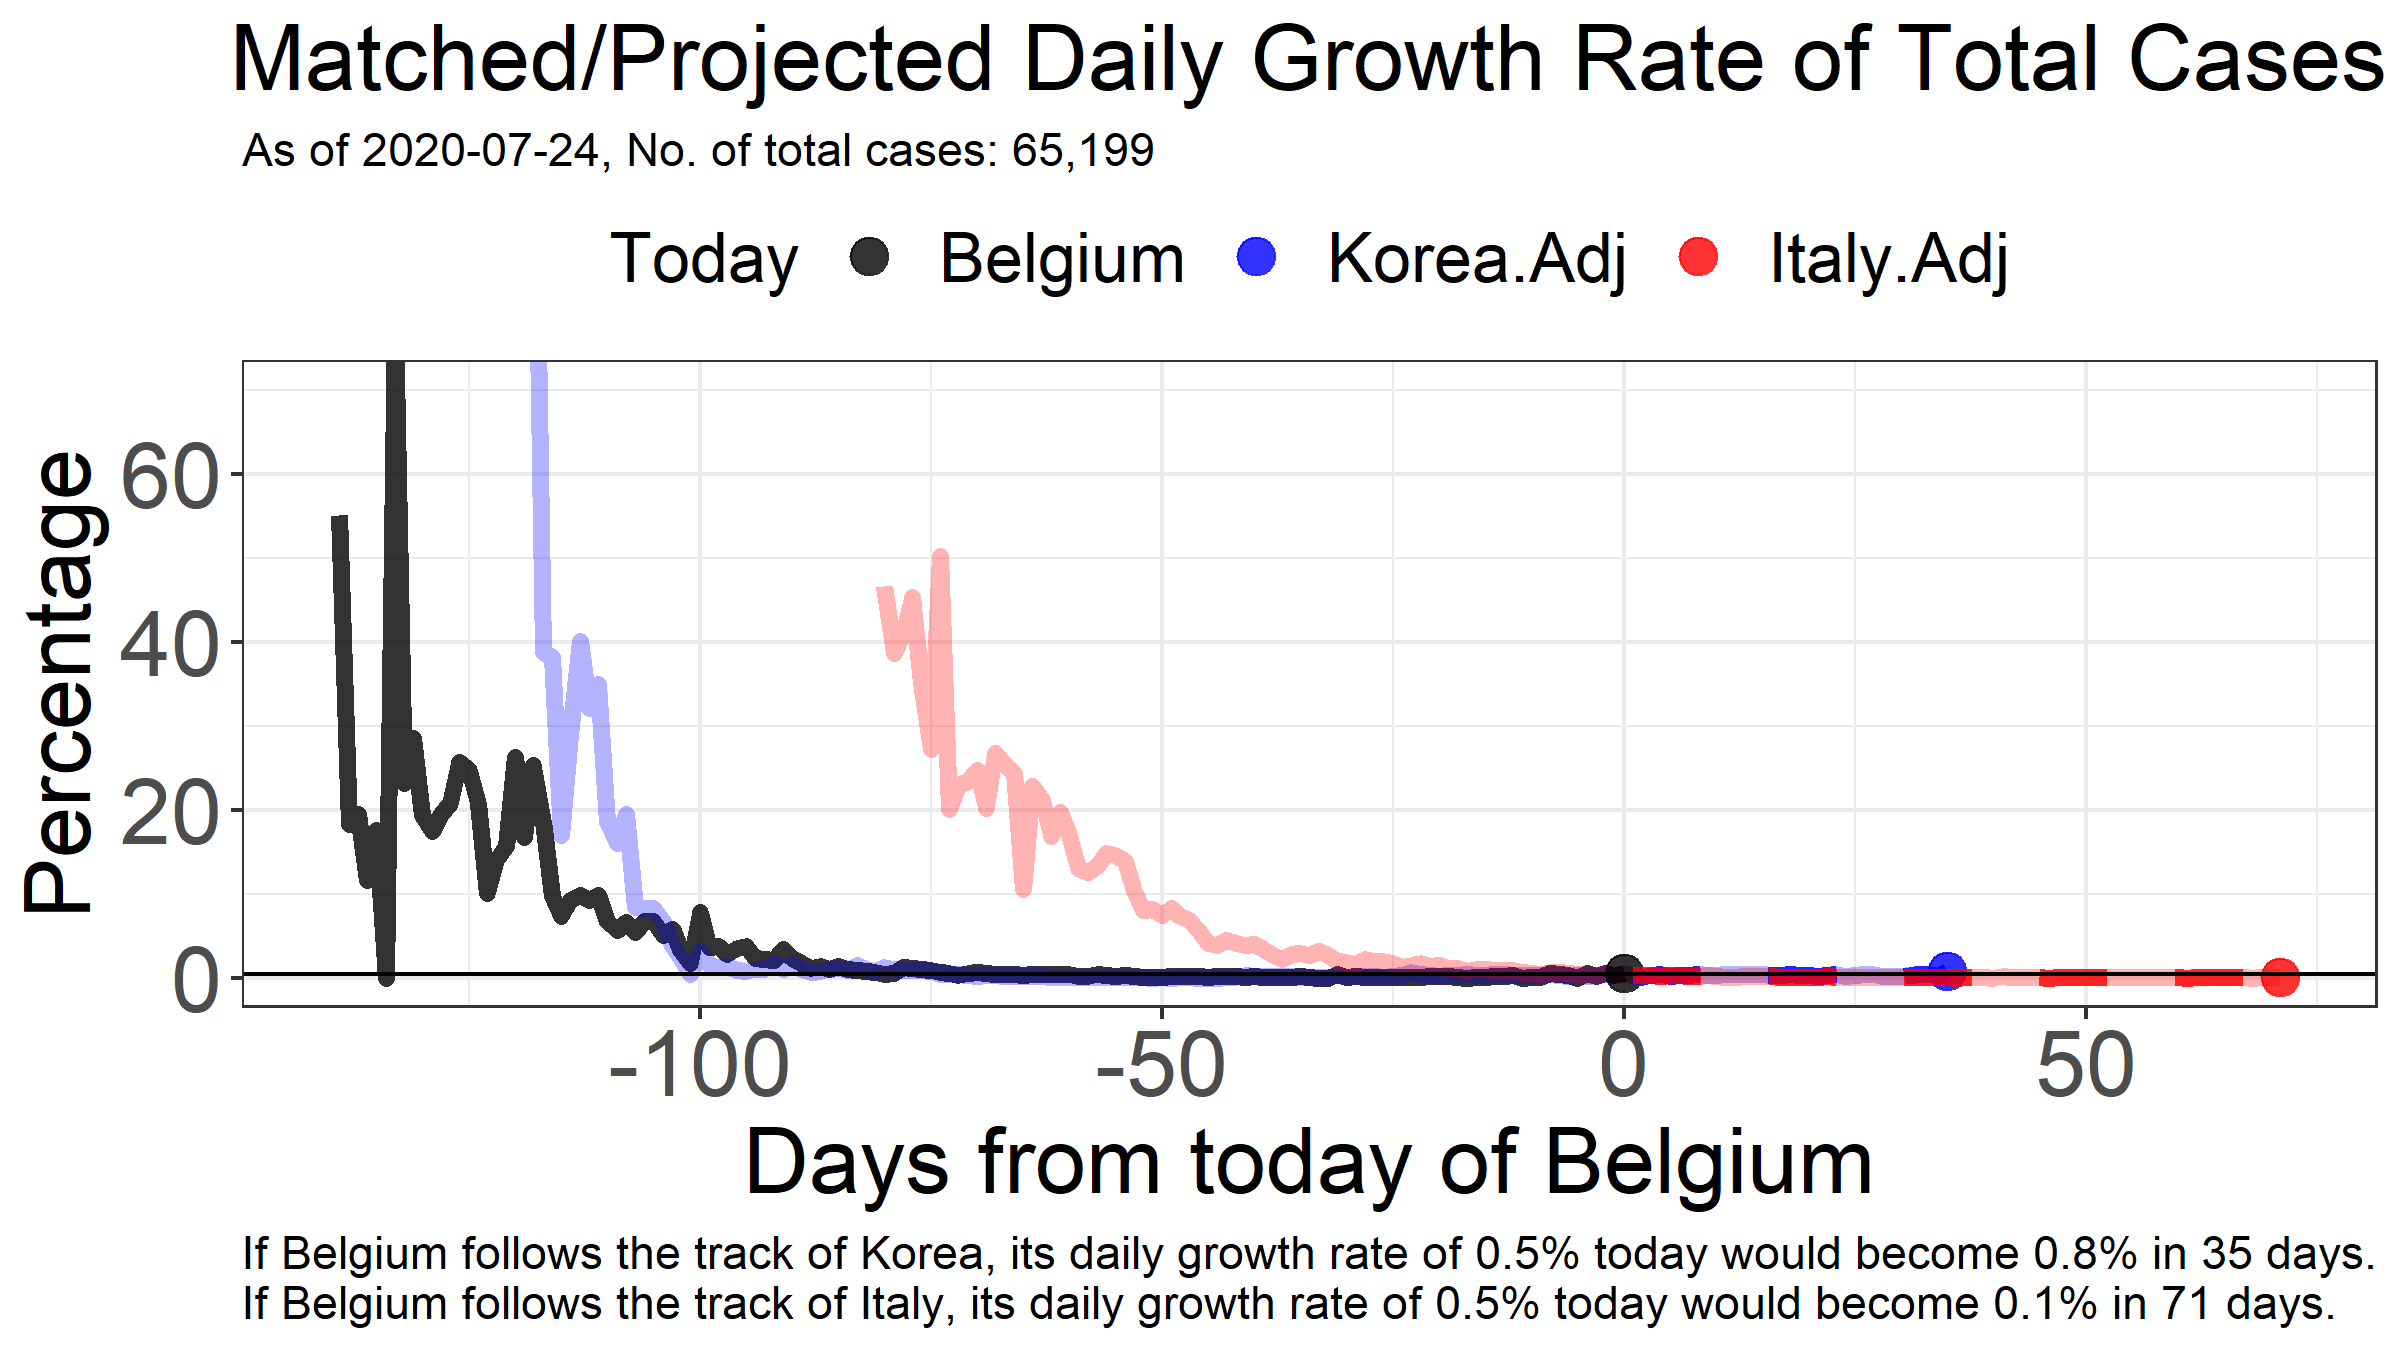 Matched/Projected Daily Growth Rate of Total Cases
As of 2020-07-24, No. of total cases: 65,199
Today Belgium Korea.Adj Italy.Adj
Percentage
60
40
20
0
-100 -50 0 50
Days from today of Belgium
If Belgium follows the track of Korea, its daily growth rate of 0.5% today would become 0.8% in 35 days.
If Belgium follows the track of Italy, its daily growth rate of 0.5% today would become 0.1% in 71 days.